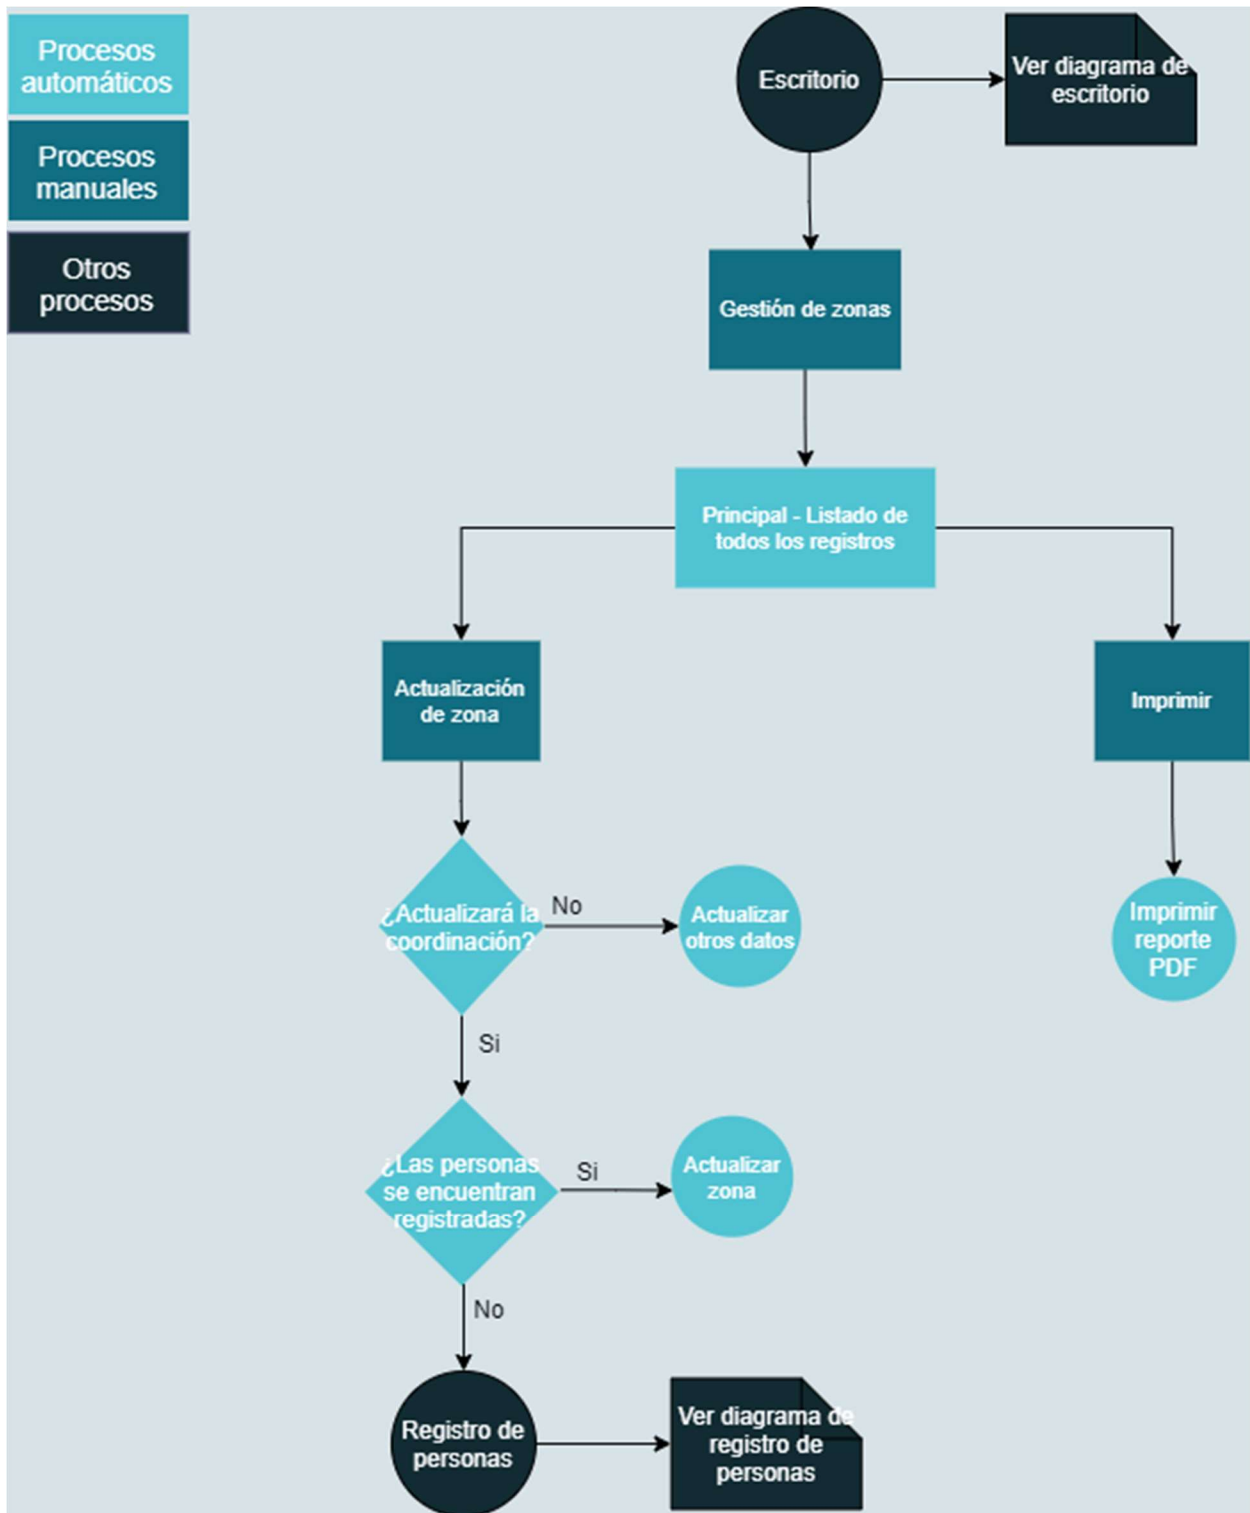 Procesos
automáticos
Procesos
manuales
Otros
procesos
Escritorio
Ver diagrama de
escritorio
Gestión de zonas
Principal - Listado de
todos los registros
Actualización
de zona
Imprimir
¿Actualizará la
coordinación?
No
Actualizar
otros datos
Imprimir
reporte
PDF
Si
¿Las personas
se encuentran
registradas?
Si
Actualizar
zona
No
Registro de
personas
Ver diagrama de
registro de
personas